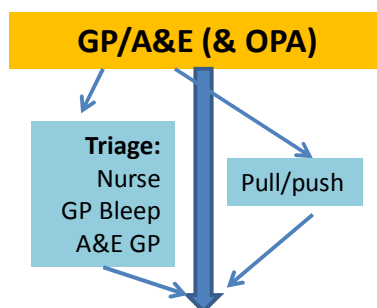 GP/A&E (& OPA)
Triage:
Nurse
GP Bleep
A&E GP
Pull/push